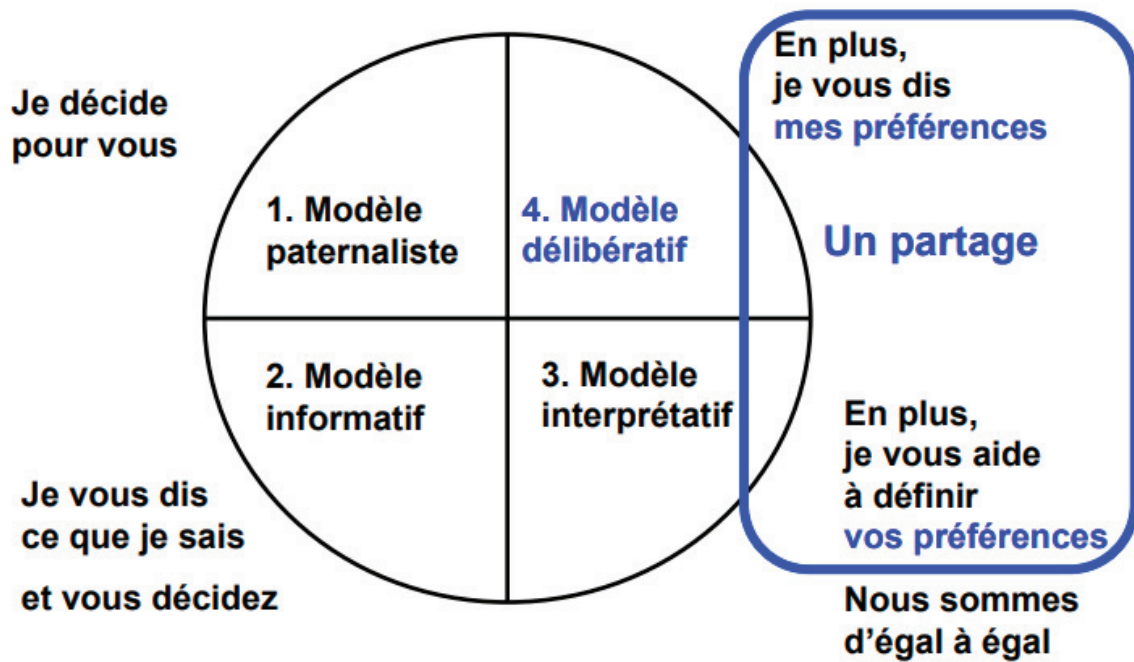 Je décide
pour vous
1. Modèle
paternaliste
4. Modèle
délibératif
En plus,
je vous dis
mes préférences
Un partage
2. Modèle
informatif
3. Modèle
interprétatif
Je vous dis
ce que je sais
et vous décidez
En plus,
je vous aide
à définir
vos préférences
Nous sommes
d'égal à égal